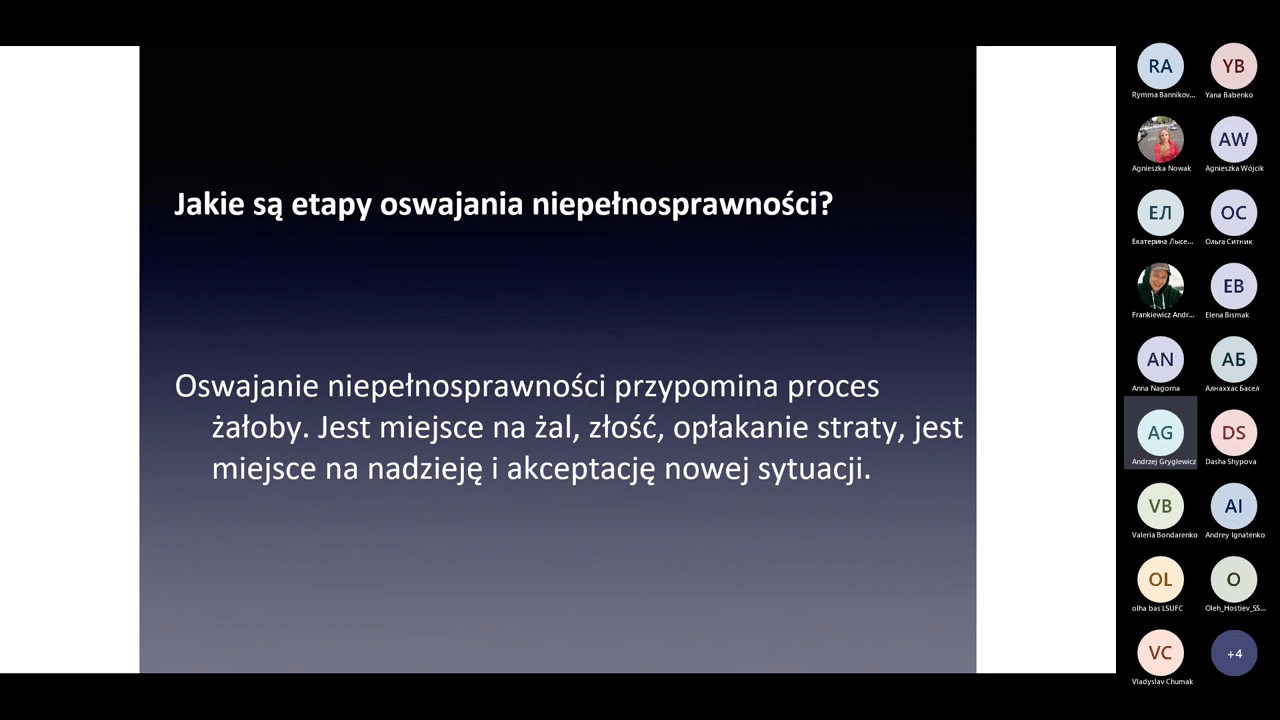 Jakie są etapy oswajania niepełnosprawności?
Oswajanie niepełnosprawności przypomina proces
żałoby. Jest miejsce na żal, złość, opłakanie straty, jest
miejsce na nadzieję i akceptację nowej sytuacji.
RA
YB
Rymma Bannikov...
Yana Babenko
AW
Agnieszka Nowak
Agnieszka Wójcik
ЕЛ
ОС
Екатерина Лысе...
Ольга Ситник
EB
Frankiewicz Andr...
Elena Bismak
AN
АБ
Anna Nagorna
Алнаххас Басел
AG
DS
Andrzej Gryglewicz
Dasha Shypova
VB
AI
Valeria Bondarenko
Andrey Ignatenko
OL
O
olha bas LSUFC
Oleh_Hostiev_SS...
VC
+4
Vladyslav Chumak